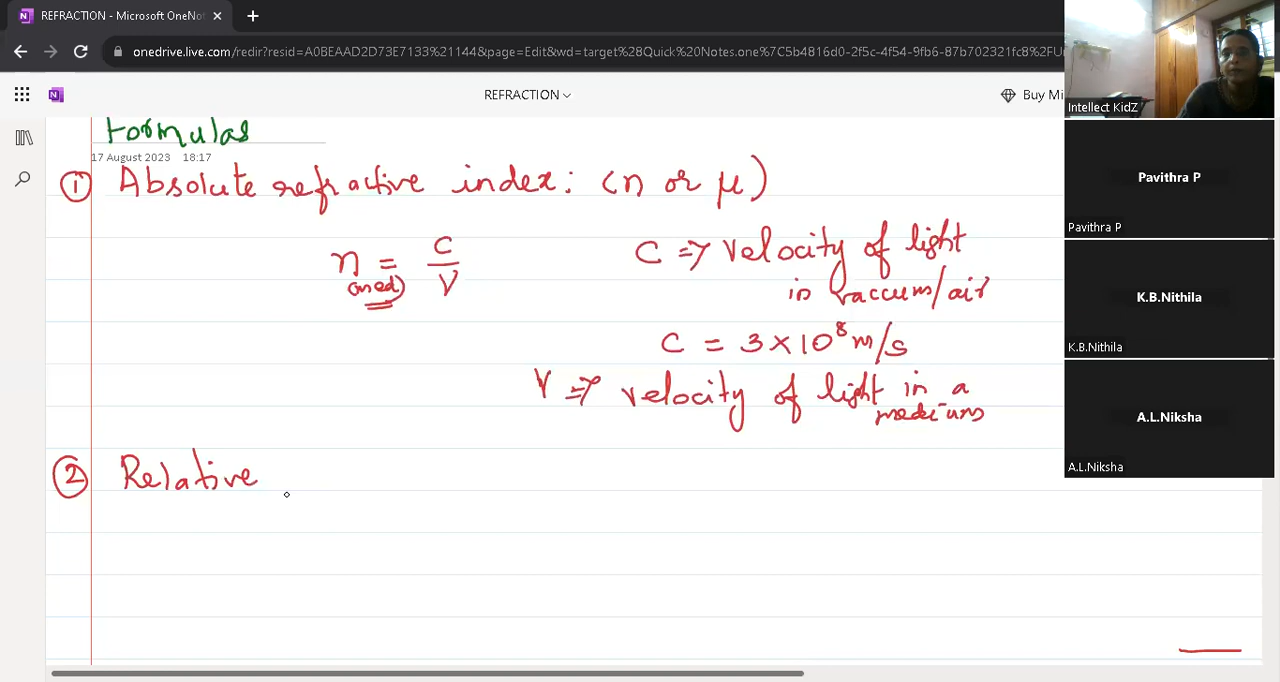 REFRACTION - Microsoft OneNot
onedrive.live.com/redir?resid=A0BEAAD2D73E7133%21144&page=Edit&wd=target%28Quick%20Notes.one%7C5b4816d0-2f5c-4f54-9fb6-87b702321fc8%2FU
REFRACTION
Buy Mi
Formulas
17 August 2023 18:17
① Absolute refractive index: (n or μ)
n(med) = C/V
C => velocity of light
in vaccum/air
C = 3×10⁸ m/s
V => velocity of light in a
medium
② Relative
Intellect KidZ
Pavithra P
Pavithra P
K.B.Nithila
K.B.Nithila
A.L.Niksha
A.L.Niksha